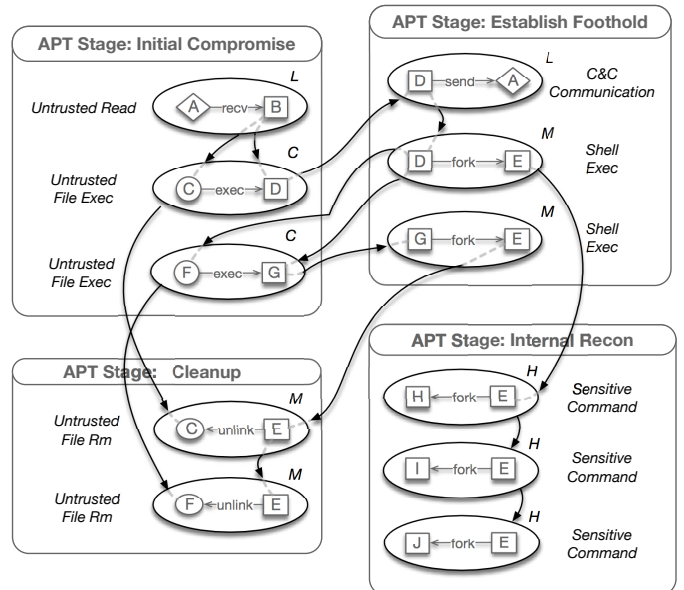 APT Stage: Initial Compromise
L
Untrusted Read
A recv B
C
Untrusted
File Exec
C exec D
C
Untrusted
File Exec
F exec G
APT Stage: Establish Foothold
L
D send A
C&C
Communication
M
D fork E
Shell
Exec
M
G fork E
Shell
Exec
APT Stage: Cleanup
M
Untrusted
File Rm
C unlink E
M
Untrusted
File Rm
F unlink E
APT Stage: Internal Recon
H
H fork E
Sensitive
Command
H
I fork E
Sensitive
Command
H
J fork E
Sensitive
Command